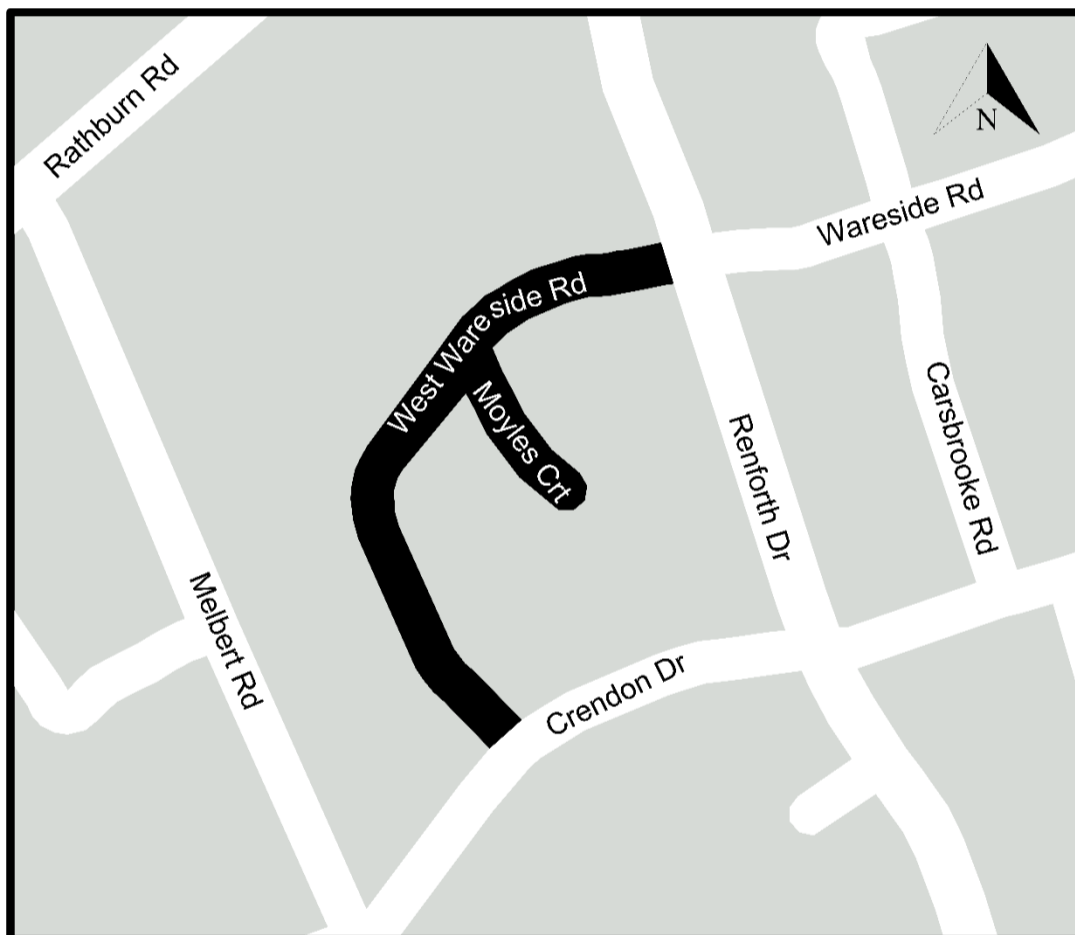 Rathburn Rd
N
Wareside Rd
West Wareside Rd
Moyles Crt
Carsbrooke Rd
Renforth Dr
Melbert Rd
Crendon Dr